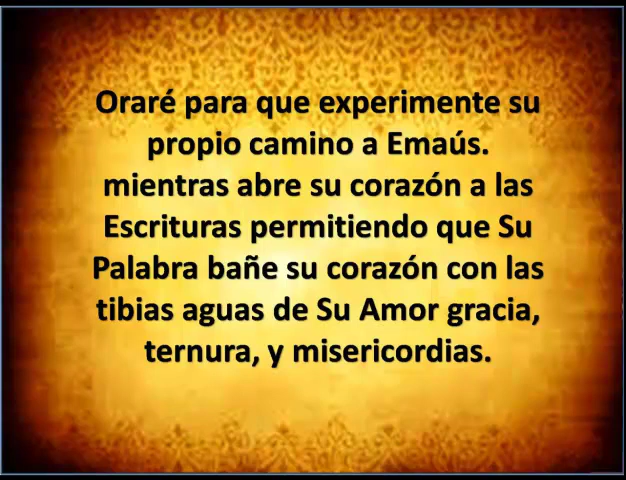 Oraré para que experimente su
propio camino a Emaús.
mientras abre su corazón a las
Escrituras permitiendo que Su
Palabra bañe su corazón con las
tibias aguas de Su Amor gracia,
ternura, y misericordias.